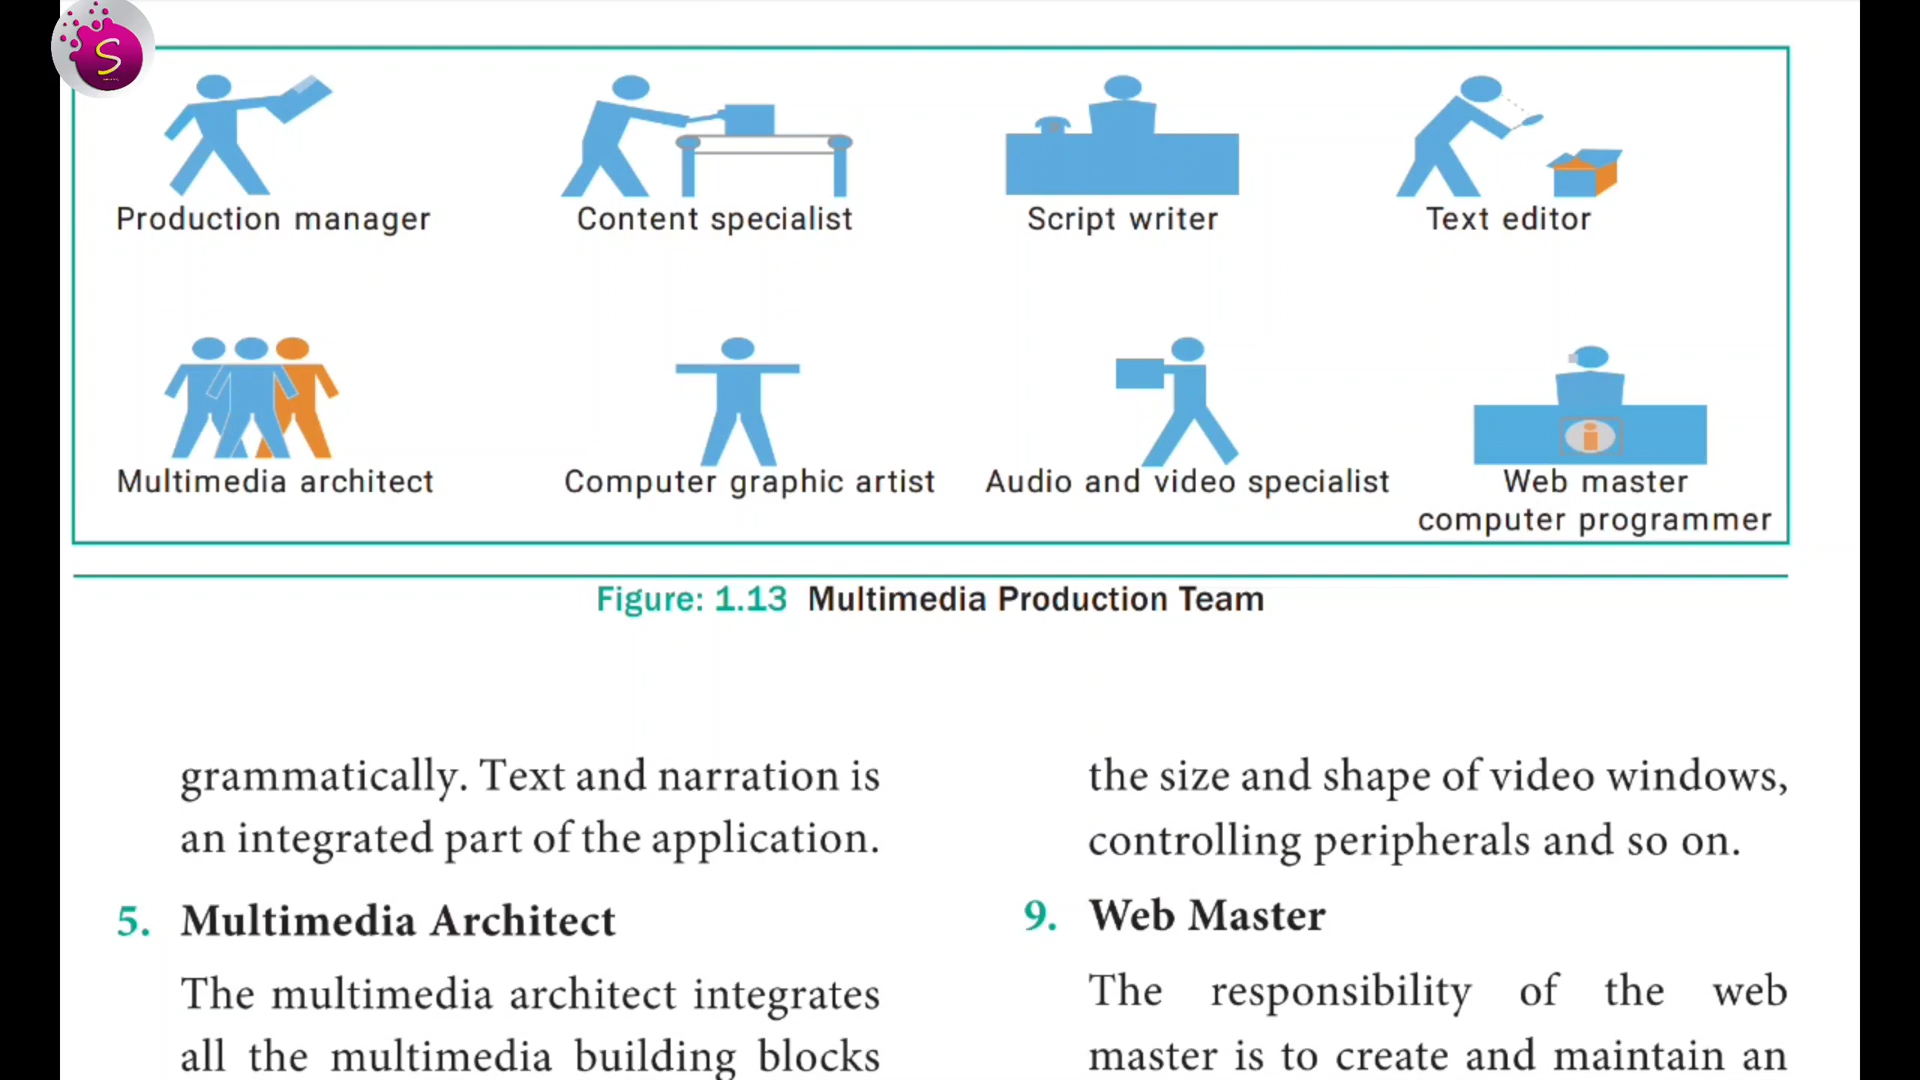 S
Production manager
Content specialist
Script writer
Text editor
Multimedia architect
Computer graphic artist
Audio and video specialist
Web master
computer programmer
Figure: 1.13 Multimedia Production Team
grammatically. Text and narration is
an integrated part of the application.
5. Multimedia Architect
The multimedia architect integrates
all the multimedia building blocks
the size and shape of video windows,
controlling peripherals and so on.
9. Web Master
The responsibility of the web
master is to create and maintain an